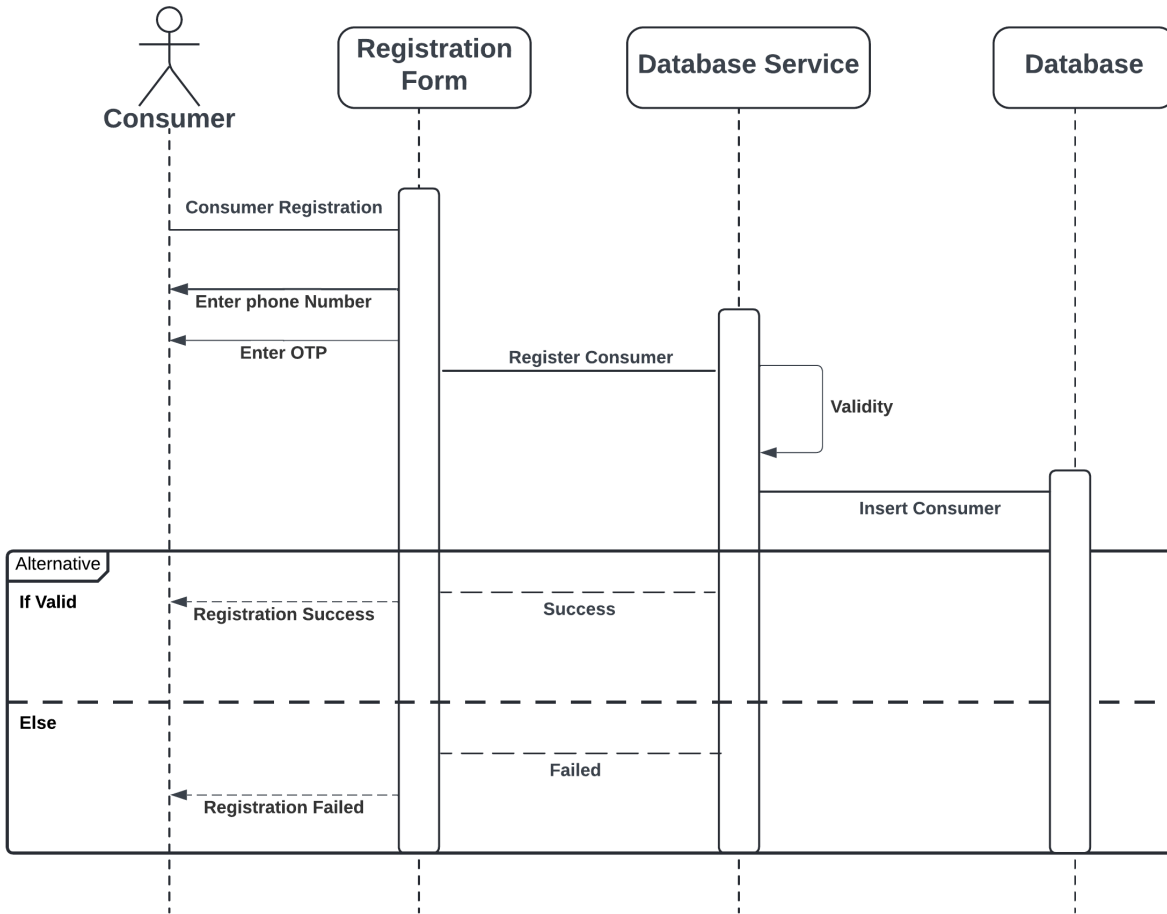 Registration
Form
Database Service
Database
Consumer
Consumer Registration
Enter phone Number
Enter OTP
Register Consumer
Validity
Insert Consumer
Alternative
If Valid
Registration Success
Success
Else
Failed
Registration Failed